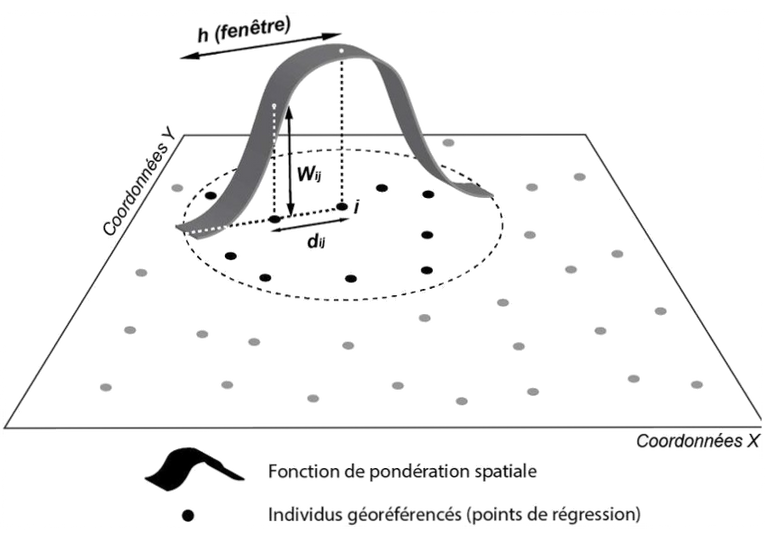 h (fenêtre)
Coordonnées Y
Wij
i
dij
Coordonnées X
Fonction de pondération spatiale
Individus géoréférencés (points de régression)